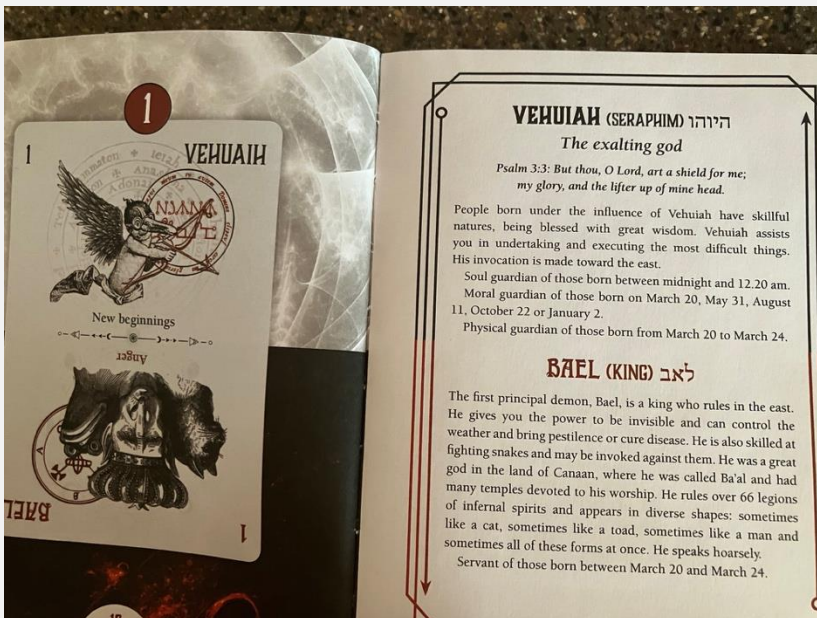 1
1
VEHUAIH
New beginnings
Anger
BAEL
1
VEHUIAH (SERAPHIM) היוהו
The exalting god
Psalm 3:3: But thou, O Lord, art a shield for me;
my glory, and the lifter up of mine head.
People born under the influence of Vehuiah have skillful
natures, being blessed with great wisdom. Vehuiah assists
you in undertaking and executing the most difficult things.
His invocation is made toward the east.
Soul guardian of those born between midnight and 12.20 am.
Moral guardian of those born on March 20, May 31, August
11, October 22 or January 2.
Physical guardian of those born from March 20 to March 24.
BAEL (KING) לאב
The first principal demon, Bael, is a king who rules in the east.
He gives you the power to be invisible and can control the
weather and bring pestilence or cure disease. He is also skilled at
fighting snakes and may be invoked against them. He was a great
god in the land of Canaan, where he was called Ba'al and had
many temples devoted to his worship. He rules over 66 legions
of infernal spirits and appears in diverse shapes: sometimes
like a cat, sometimes like a toad, sometimes like a man and
sometimes all of these forms at once. He speaks hoarsely.
Servant of those born between March 20 and March 24.